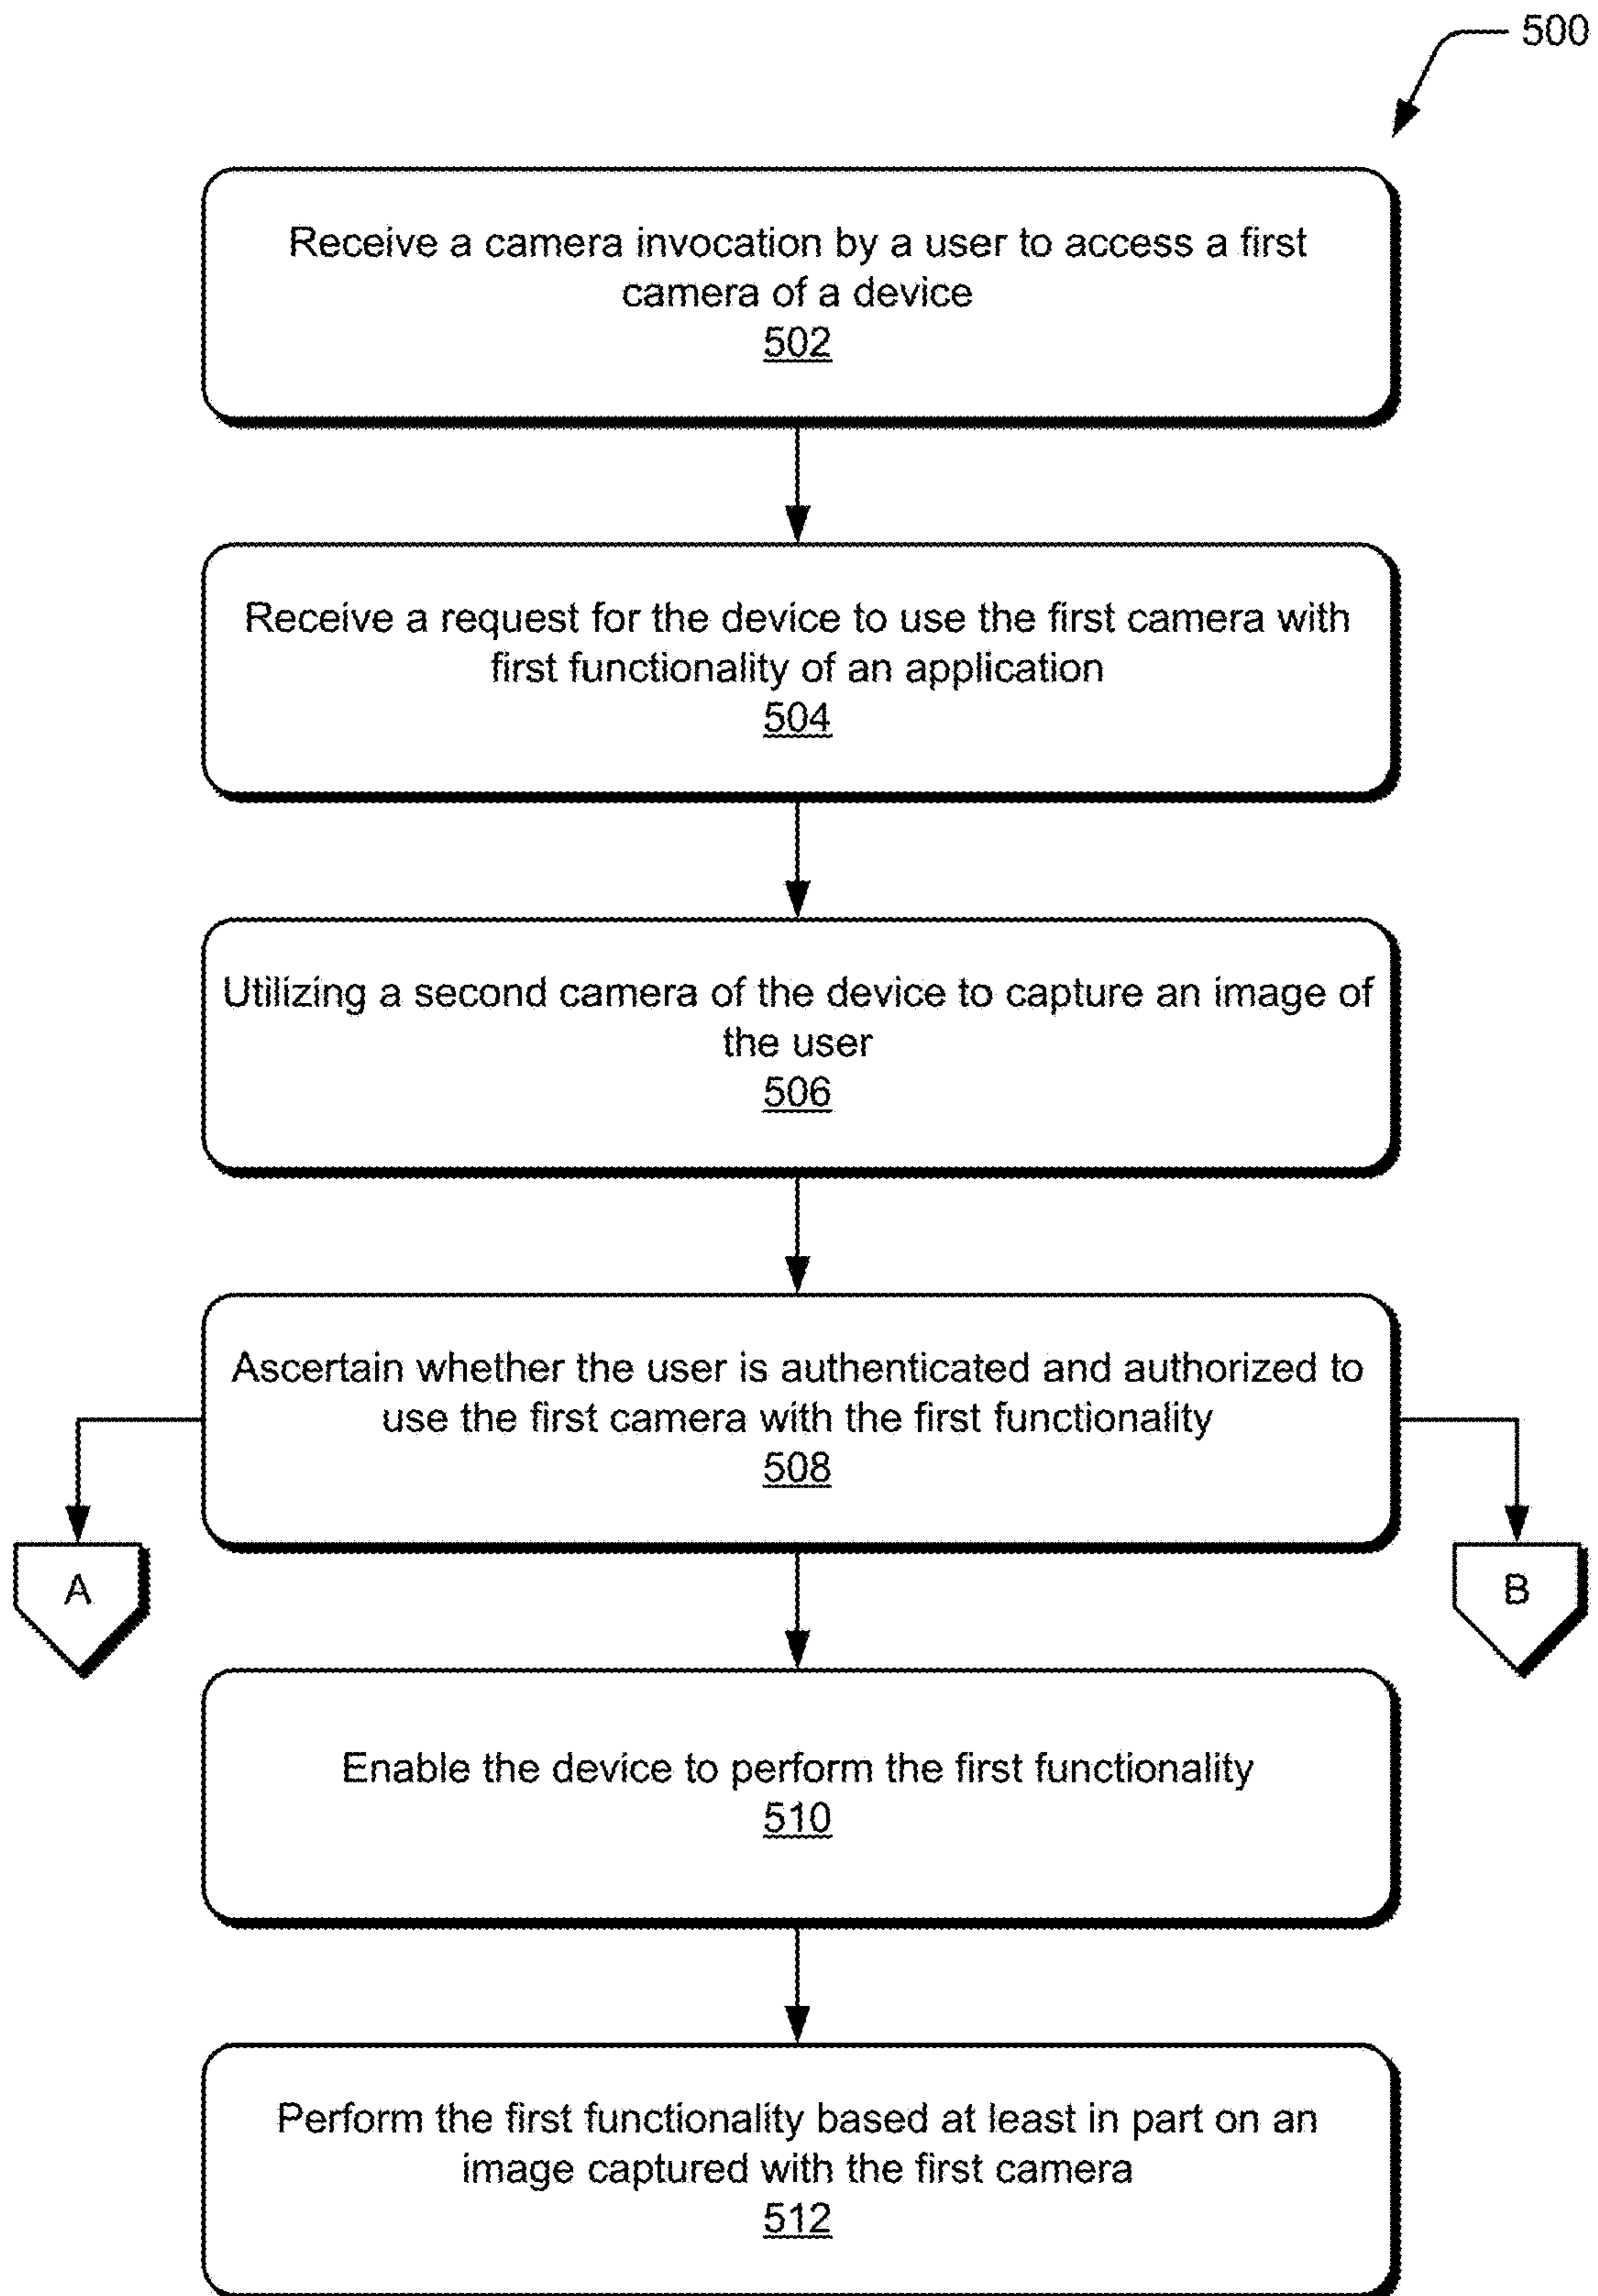 500
Receive a camera invocation by a user to access a first
camera of a device
502
Receive a request for the device to use the first camera with
first functionality of an application
504
Utilizing a second camera of the device to capture an image of
the user
506
Ascertain whether the user is authenticated and authorized to
use the first camera with the first functionality
508
A
B
Enable the device to perform the first functionality
510
Perform the first functionality based at least in part on an
image captured with the first camera
512